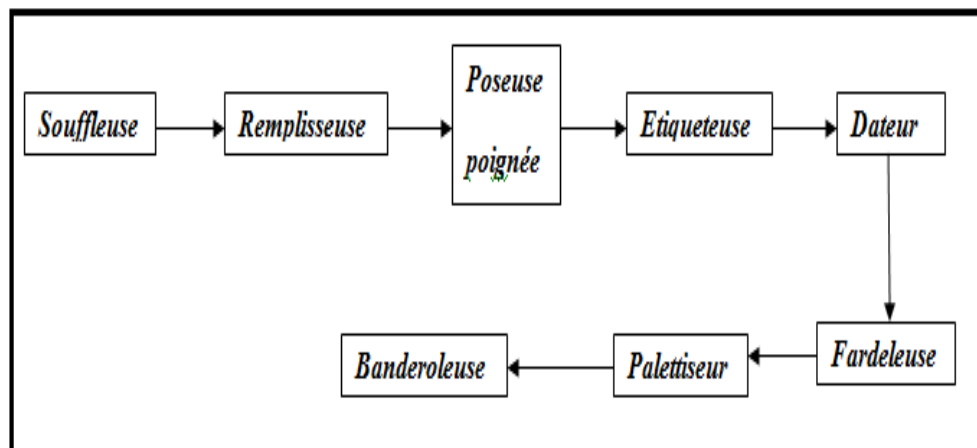 Souffleuse
Remplisseuse
Poseuse
poignée
Etiqueteuse
Dateur
Fardeleuse
Palettiseur
Banderoleuse